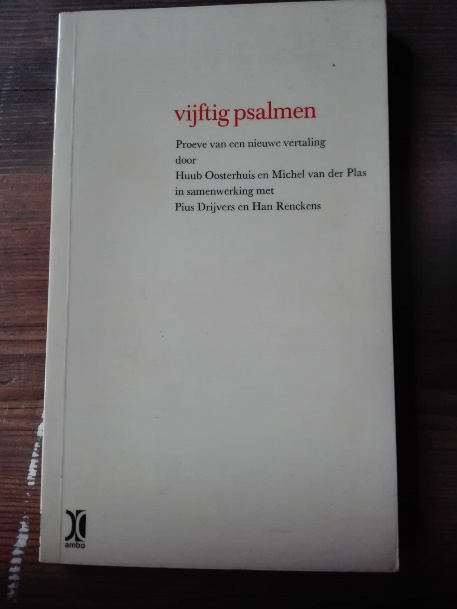 vijftig psalmen
Proeve van een nieuwe vertaling
door
Huub Oosterhuis en Michel van der Plas
in samenwerking met
Pius Drijvers en Han Renckens
ambo